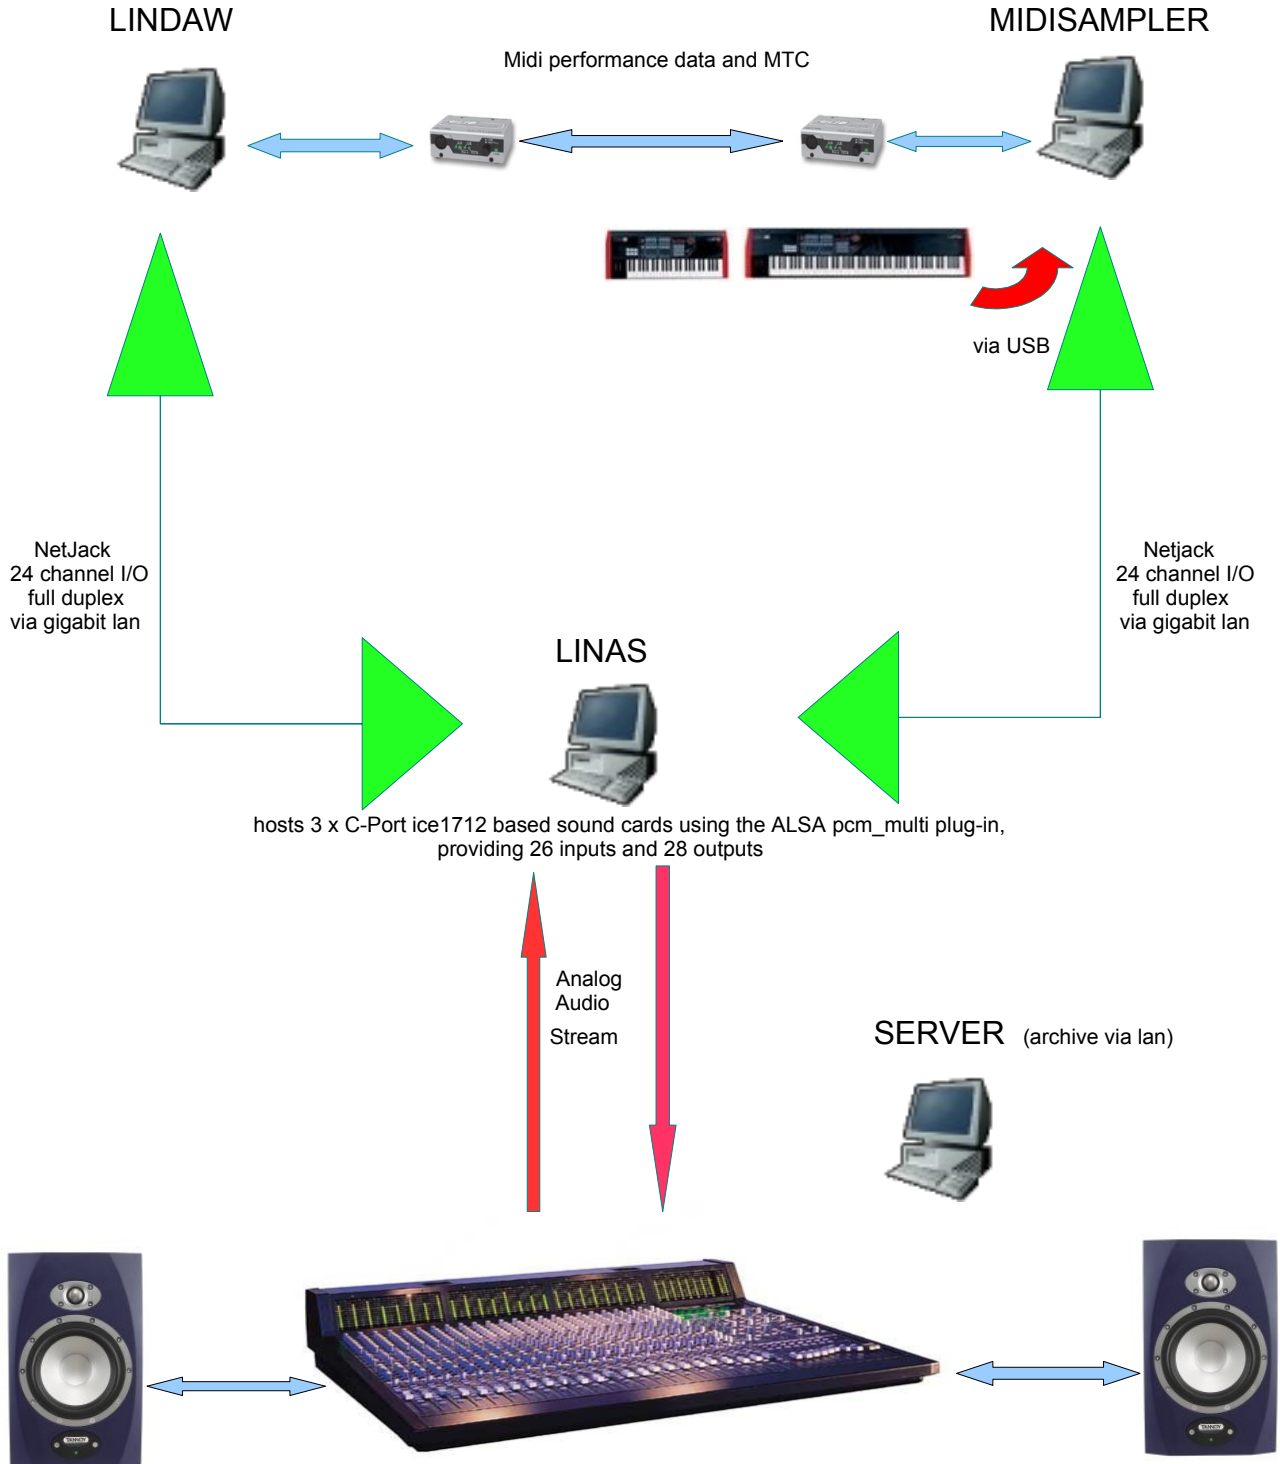 LINDAW
MIDISAMPLER
Midi performance data and MTC
via USB
NetJack
24 channel I/O
full duplex
via gigabit lan
Netjack
24 channel I/O
full duplex
via gigabit lan
LINAS
hosts 3 x C-Port ice1712 based sound cards using the ALSA pcm_multi plug-in,
providing 26 inputs and 28 outputs
Analog
Audio
Stream
SERVER (archive via lan)
TANNOY
TANNOY